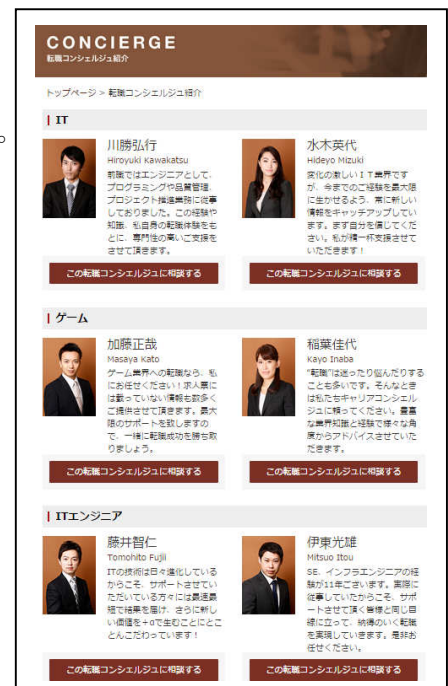 CONCIERGE
転職コンシェルジュ紹介
トップページ > 転職コンシェルジュ紹介
。
IT
川勝弘行
Hiroyuki Kawakatsu
前職ではエンジニアとして、
プログラミングや品質管理、
プロジェクト推進業務に従事
しておりました。この経験や
知識、私自身の転職体験をも
とに、専門性の高いご支援を
させて頂きます。
この転職コンシェルジュに相談する
水木英代
Hideyo Mizuki
変化の激しいIT業界です
が、今までのご経験を最大限
に生かせるよう、常に新しい
情報をキャッチアップしてい
ます。まず自分を信じてくだ
さい。私が精一杯支援させて
いただきます！
この転職コンシェルジュに相談する
ゲーム
加藤正哉
Masaya Kato
ゲーム業界への転職なら、私
にお任せください！求人票に
は載っていない情報も数多く
ご提供させて頂きます。最大
限のサポートを致しますの
で、一緒に転職成功を勝ち取
りましょう。
この転職コンシェルジュに相談する
稲葉佳代
Kayo Inaba
"転職"は迷ったり悩んだりする
ことも多いです。そんなとき
は私たちキャリアコンシェル
ジュに頼ってください。豊富
な業界知識と経験で様々な角
度からアドバイスさせていた
だきます。
この転職コンシェルジュに相談する
ITエンジニア
藤井智仁
Tomohito Fujii
ITの技術は日々進化している
からこそ、サポートさせてい
ただいている方々には最速最
短で結果を届け、さらに新し
い価値を+αで生むことにとこ
とんこだわっています！
この転職コンシェルジュに相談する
伊東光雄
Mitsuo Itou
SE、インフラエンジニアの経
験が11年ございます。実際に
従事していたからこそ、サポ
ートさせて頂く皆様と同じ目
線に立って、納得のいく転職
を実現していきます。是非お
任せください。
この転職コンシェルジュに相談する